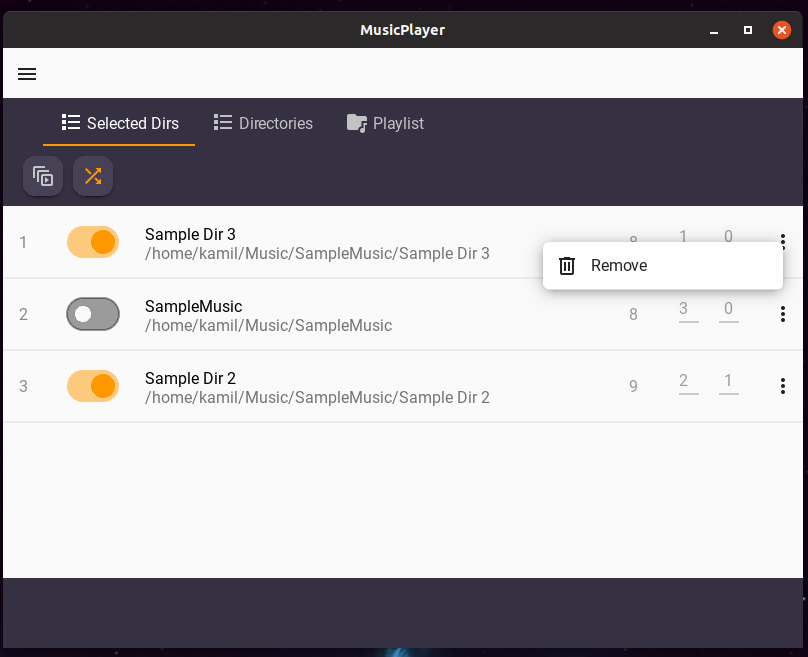 MusicPlayer
Selected Dirs
Directories
Playlist
1
Sample Dir 3
/home/kamil/Music/SampleMusic/Sample Dir 3
1
0
Remove
2
SampleMusic
/home/kamil/Music/SampleMusic
8
3
0
3
Sample Dir 2
/home/kamil/Music/SampleMusic/Sample Dir 2
9
2
1